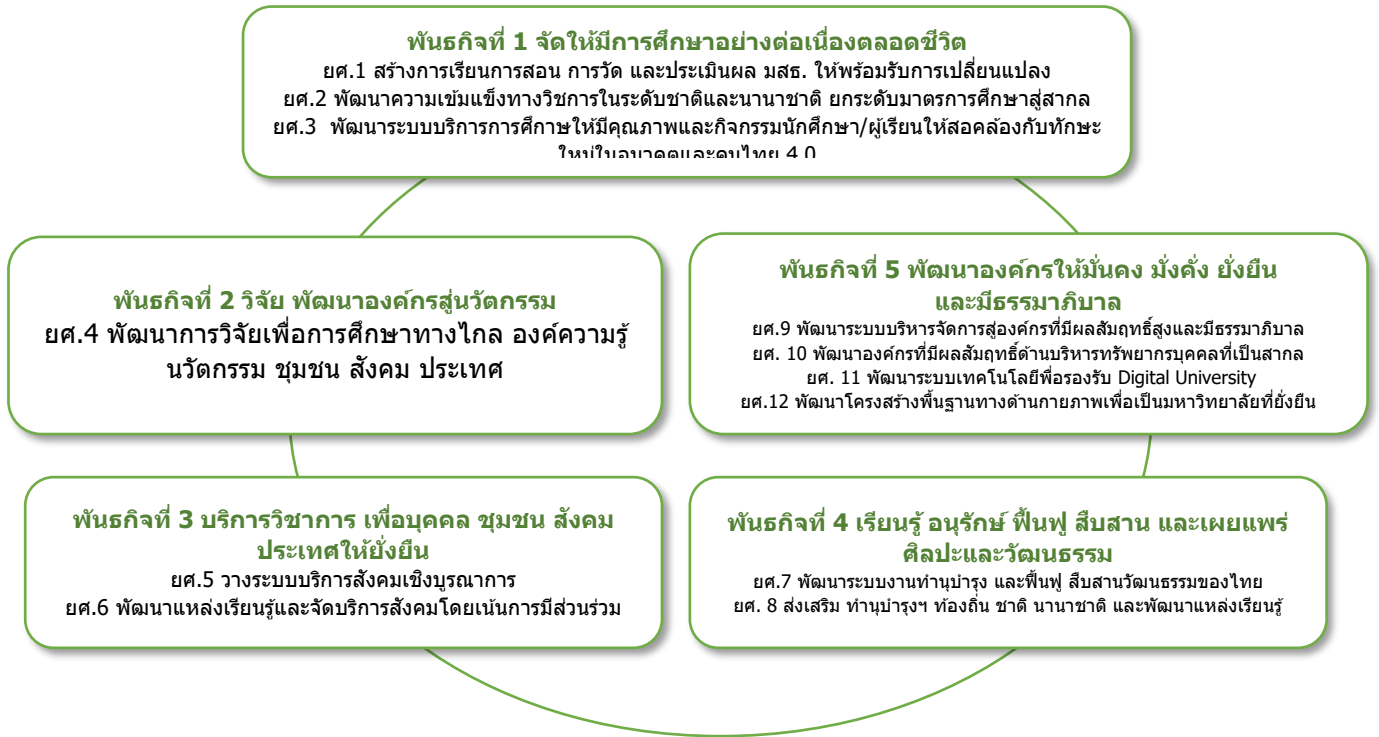 พันธกิจที่ 1 จัดให้มีการศึกษาอย่างต่อเนื่องตลอดชีวิต
ยศ.1 สร้างการเรียนการสอน การวัด และประเมินผล มสธ. ให้พร้อมรับการเปลี่ยนแปลง
ยศ.2 พัฒนาความเข้มแข็งทางวิชการในระดับชาติและนานาชาติ ยกระดับมาตรการศึกษาสู่สากล
ยศ.3 พัฒนาระบบบริการการศึกาษให้มีคุณภาพและกิจกรรมนักศึกษา/ผู้เรียนให้สอคล้องกับทักษะ
ใหม่ในอนาคตและคนไทย 4.0
พันธกิจที่ 2 วิจัย พัฒนาองค์กรสู่นวัตกรรม
ยศ.4 พัฒนาการวิจัยเพื่อการศึกษาทางไกล องค์ความรู้
นวัตกรรม ชุมชน สังคม ประเทศ
พันธกิจที่ 5 พัฒนาองค์กรให้มั่นคง มั่งคั่ง ยั่งยืน
และมีธรรมาภิบาล
ยศ.9 พัฒนาระบบบริหารจัดการสู่องค์กรที่มีผลสัมฤทธิ์สูงและมีธรรมาภิบาล
ยศ. 10 พัฒนาองค์กรที่มีผลสัมฤทธิ์ด้านบริหารทรัพยากรบุคคลที่เป็นสากล
ยศ. 11 พัฒนาระบบเทคโนโลยีพื่อรองรับ Digital University
ยศ.12 พัฒนาโครงสร้างพื้นฐานทางด้านกายภาพเพื่อเป็นมหาวิทยาลัยที่ยั่งยืน
พันธกิจที่ 3 บริการวิชาการ เพื่อบุคคล ชุมชน สังคม
ประเทศให้ยั่งยืน
ยศ.5 วางระบบบริการสังคมเชิงบูรณาการ
ยศ.6 พัฒนาแหล่งเรียนรู้และจัดบริการสังคมโดยเน้นการมีส่วนร่วม
พันธกิจที่ 4 เรียนรู้ อนุรักษ์ ฟื้นฟู สืบสาน และเผยแพร่
ศิลปะและวัฒนธรรม
ยศ.7 พัฒนาระบบงานทำนุบำรุง และฟื้นฟู สืบสานวัฒนธรรมของไทย
ยศ. 8 ส่งเสริม ทำนุบำรุงฯ ท้องถิ่น ชาติ นานาชาติ และพัฒนาแหล่งเรียนรู้